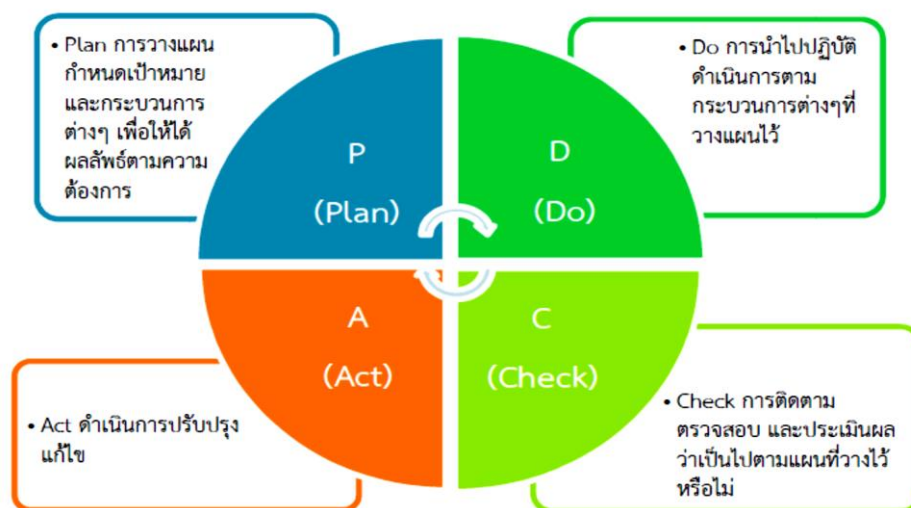 • Plan การวางแผน
กำหนดเป้าหมาย
และกระบวนการ
ต่างๆ เพื่อให้ได้
ผลลัพธ์ตามความ
ต้องการ
• Do การนำไปปฏิบัติ
ดำเนินการตาม
กระบวนการต่างๆที่
วางแผนไว้
P
(Plan)
D
(Do)
A
(Act)
C
(Check)
• Act ดำเนินการปรับปรุง
แก้ไข
• Check การติดตาม
ตรวจสอบ และประเมินผล
ว่าเป็นไปตามแผนที่วางไว้
หรือไม่